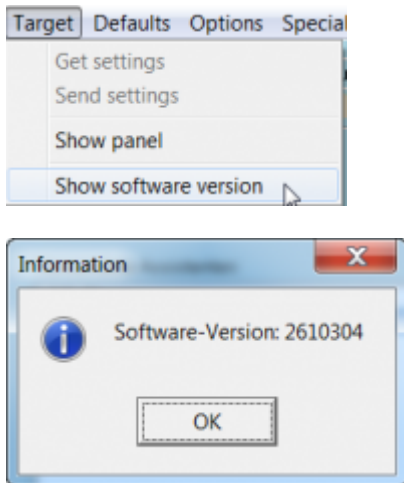 Target Defaults Options Special
Get settings
Send settings
Show panel
Show software version
Information
Software-Version: 2610304
OK